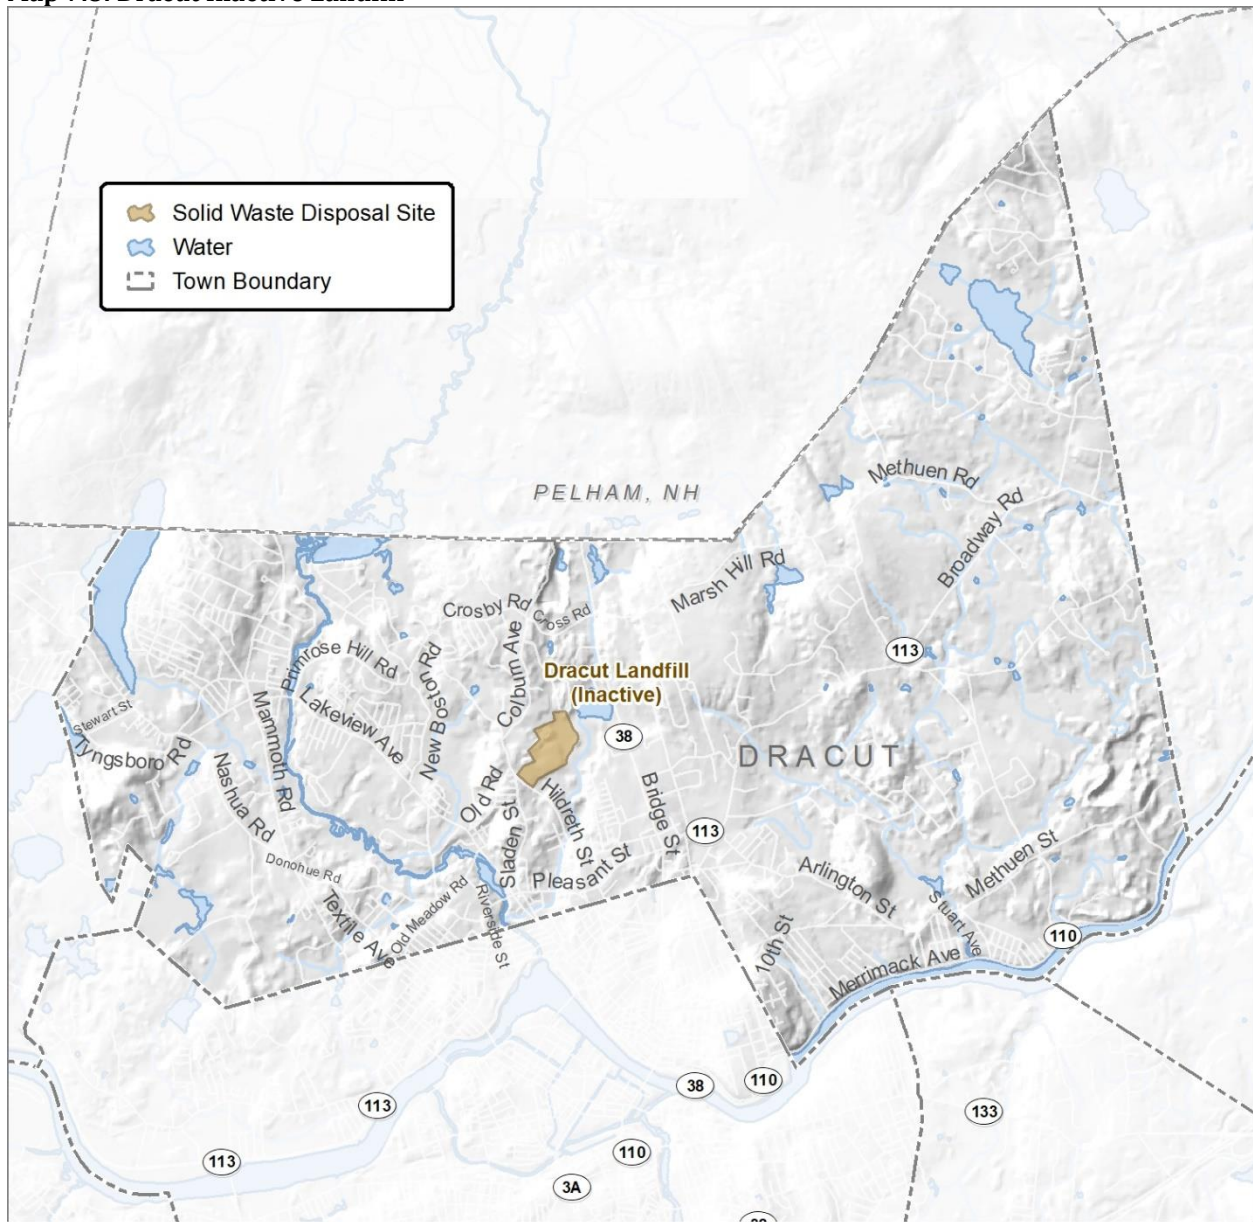 Solid Waste Disposal Site
Water
Town Boundary
PELHAM, NH
Methuen Rd
Broadway Rd
Marsh Hill Rd
Crosby Rd
Cross Rd
Colburn Ave
Primrose Hill Rd
New Boston Rd
113
Dracut Landfill
(Inactive)
Lakeview Ave
Mammoth Rd
Stewart St
Tyngsboro Rd
38
DRACUT
Nashua Rd
Old Rd
Hildreth St
Bridge St
Sladen St
113
Donohue Rd
Pleasant St
Arlington St
Methuen St
Textile Ave
Old Meadow Rd
Riverside St
Stuart Ave
10th St
110
Merrimack Ave
38
110
113
133
113
110
3A